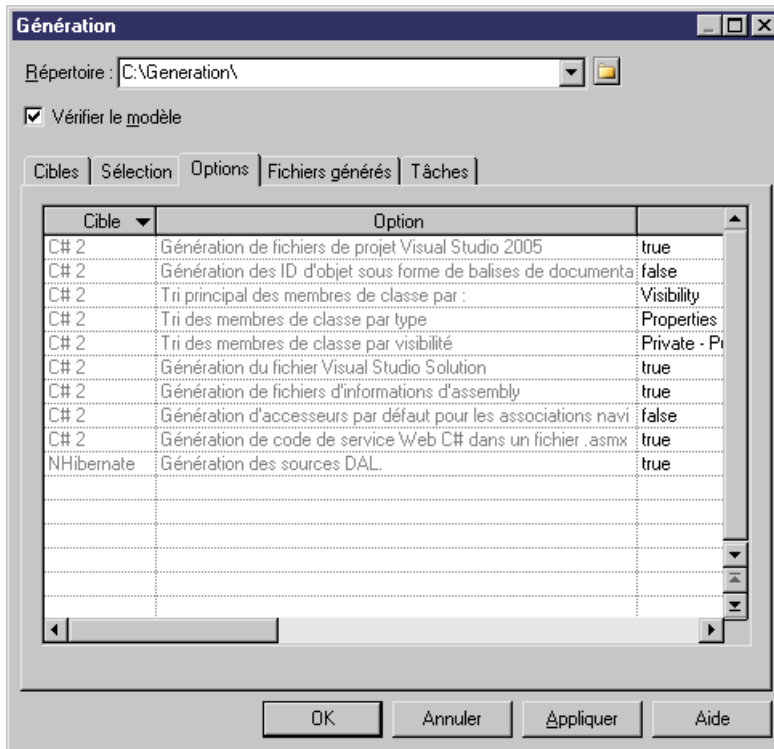 Génération
Répertoire : C:\Generation\
Vérifier le modèle
Cibles Sélection Options Fichiers générés Tâches
Cible Option
C# 2 Génération de fichiers de projet Visual Studio 2005 true
C# 2 Génération des ID d'objet sous forme de balises de documenta false
C# 2 Tri principal des membres de classe par : Visibility
C# 2 Tri des membres de classe par type Properties
C# 2 Tri des membres de classe par visibilité Private - Pu
C# 2 Génération du fichier Visual Studio Solution true
C# 2 Génération de fichiers d'informations d'assembly true
C# 2 Génération d'accesseurs par défaut pour les associations navi false
C# 2 Génération de code de service Web C# dans un fichier .asmx true
NHibernate Génération des sources DAL. true
OK Annuler Appliquer Aide